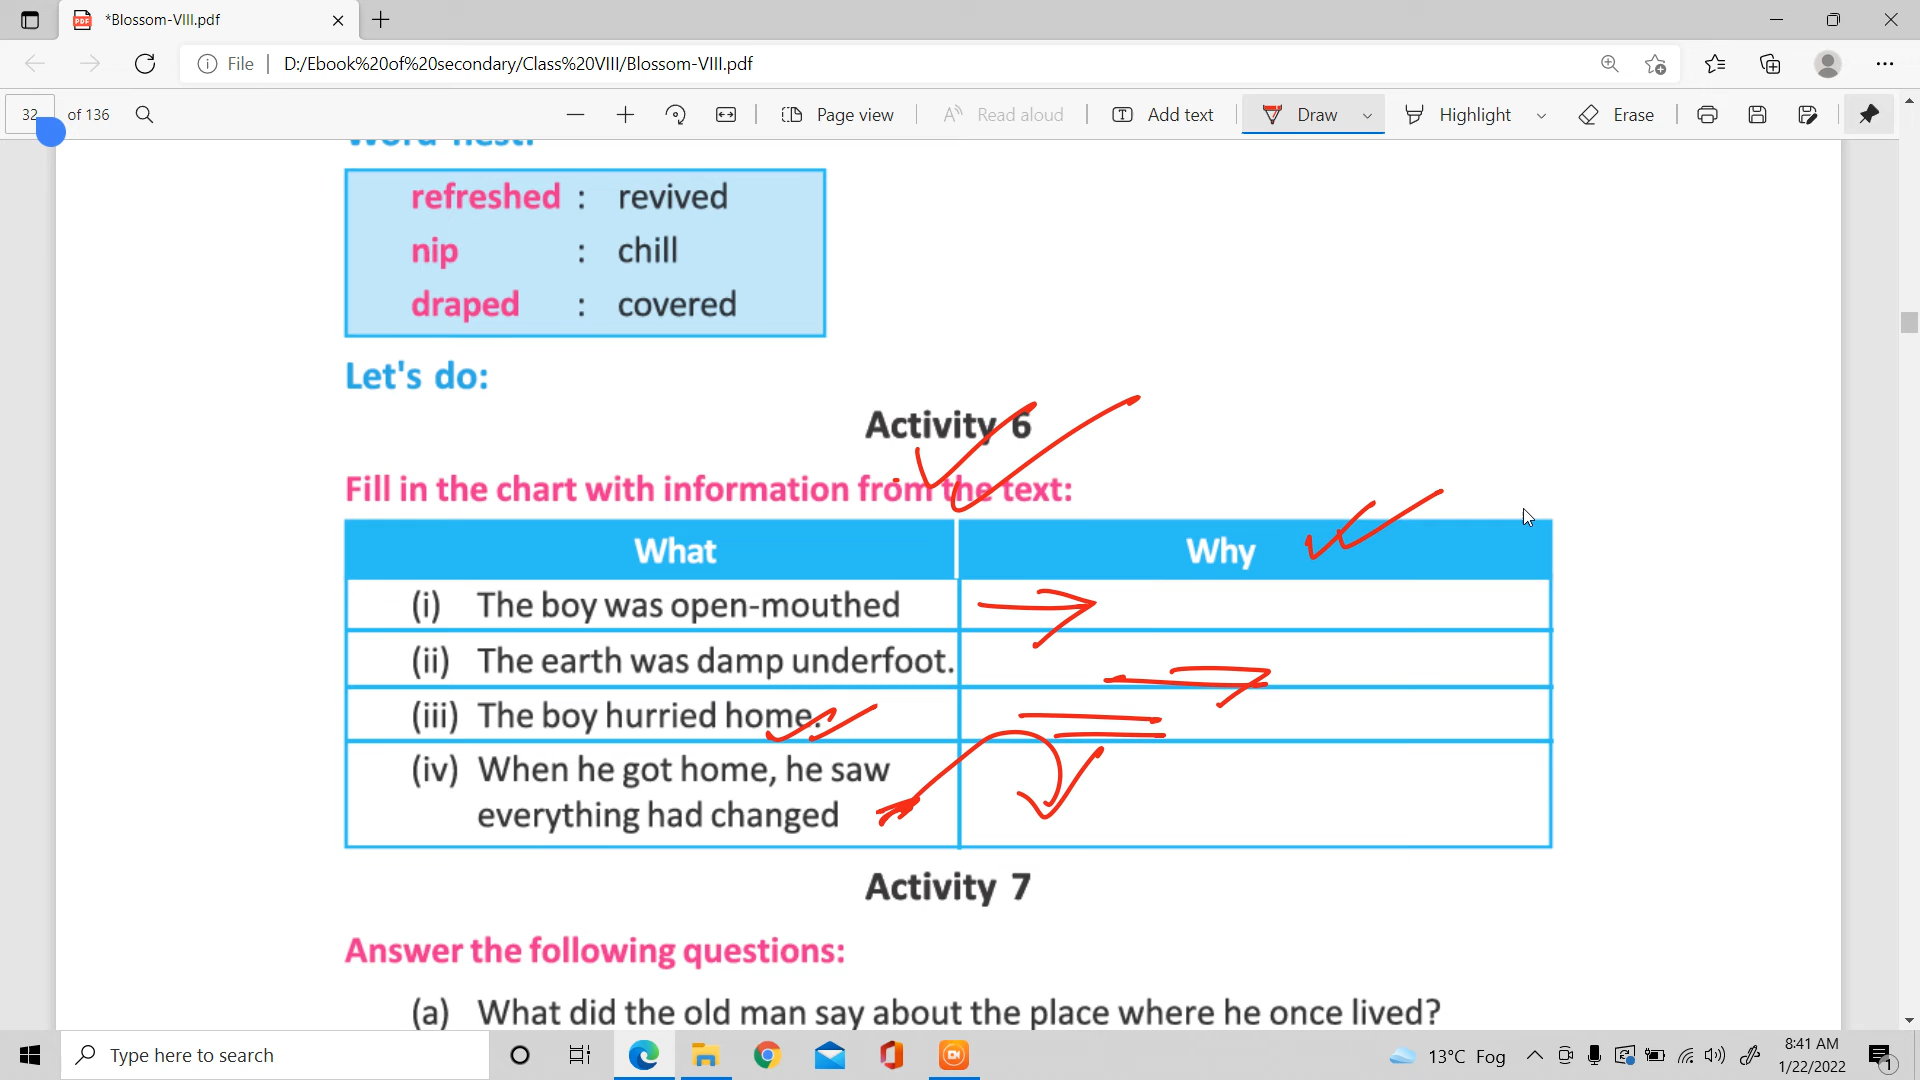 *Blossom-VIII.pdf
File
D:/Ebook%20of%20secondary/Class%20VIII/Blossom-VIII.pdf
32 of 136
Page view
Read aloud
Add text
Draw
Highlight
Erase
Word nest:
refreshed : revived
nip : chill
draped : covered
Let's do:
Activity 6
Fill in the chart with information from the text:
What Why
(i) The boy was open-mouthed
(ii) The earth was damp underfoot.
(iii) The boy hurried home.
(iv) When he got home, he saw
everything had changed
Activity 7
Answer the following questions:
(a) What did the old man say about the place where he once lived?
Type here to search
13°C Fog
8:41 AM
1/22/2022
1